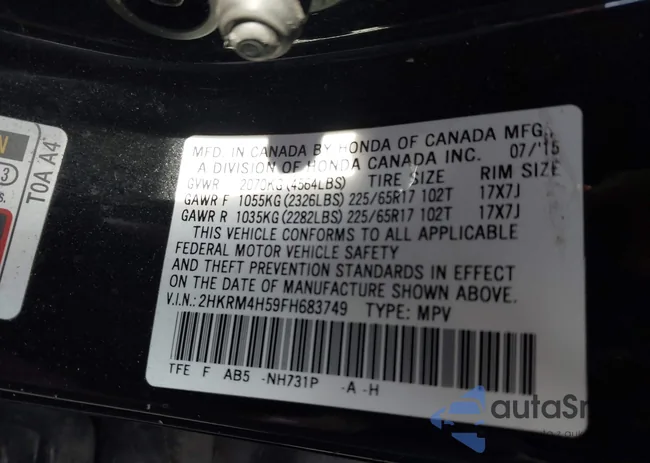 MFD. IN CANADA BY HONDA OF CANADA MFG.,
A DIVISION OF HONDA CANADA INC. 07/'15
GVWR 2070KG (4564LBS) TIRE SIZE RIM SIZE
GAWR F 1055KG (2326LBS) 225/65R17 102T 17X7J
GAWR R 1035KG (2282LBS) 225/65R17 102T 17X7J
THIS VEHICLE CONFORMS TO ALL APPLICABLE
FEDERAL MOTOR VEHICLE SAFETY
AND THEFT PREVENTION STANDARDS IN EFFECT
ON THE DATE OF MANUFACTURE SHOWN ABOVE.
V.I.N.: 2HKRM4H59FH683749 TYPE: MPV
TFE F AB5 -NH731P -A -H
N
3
s.
T0A A4
autaSn